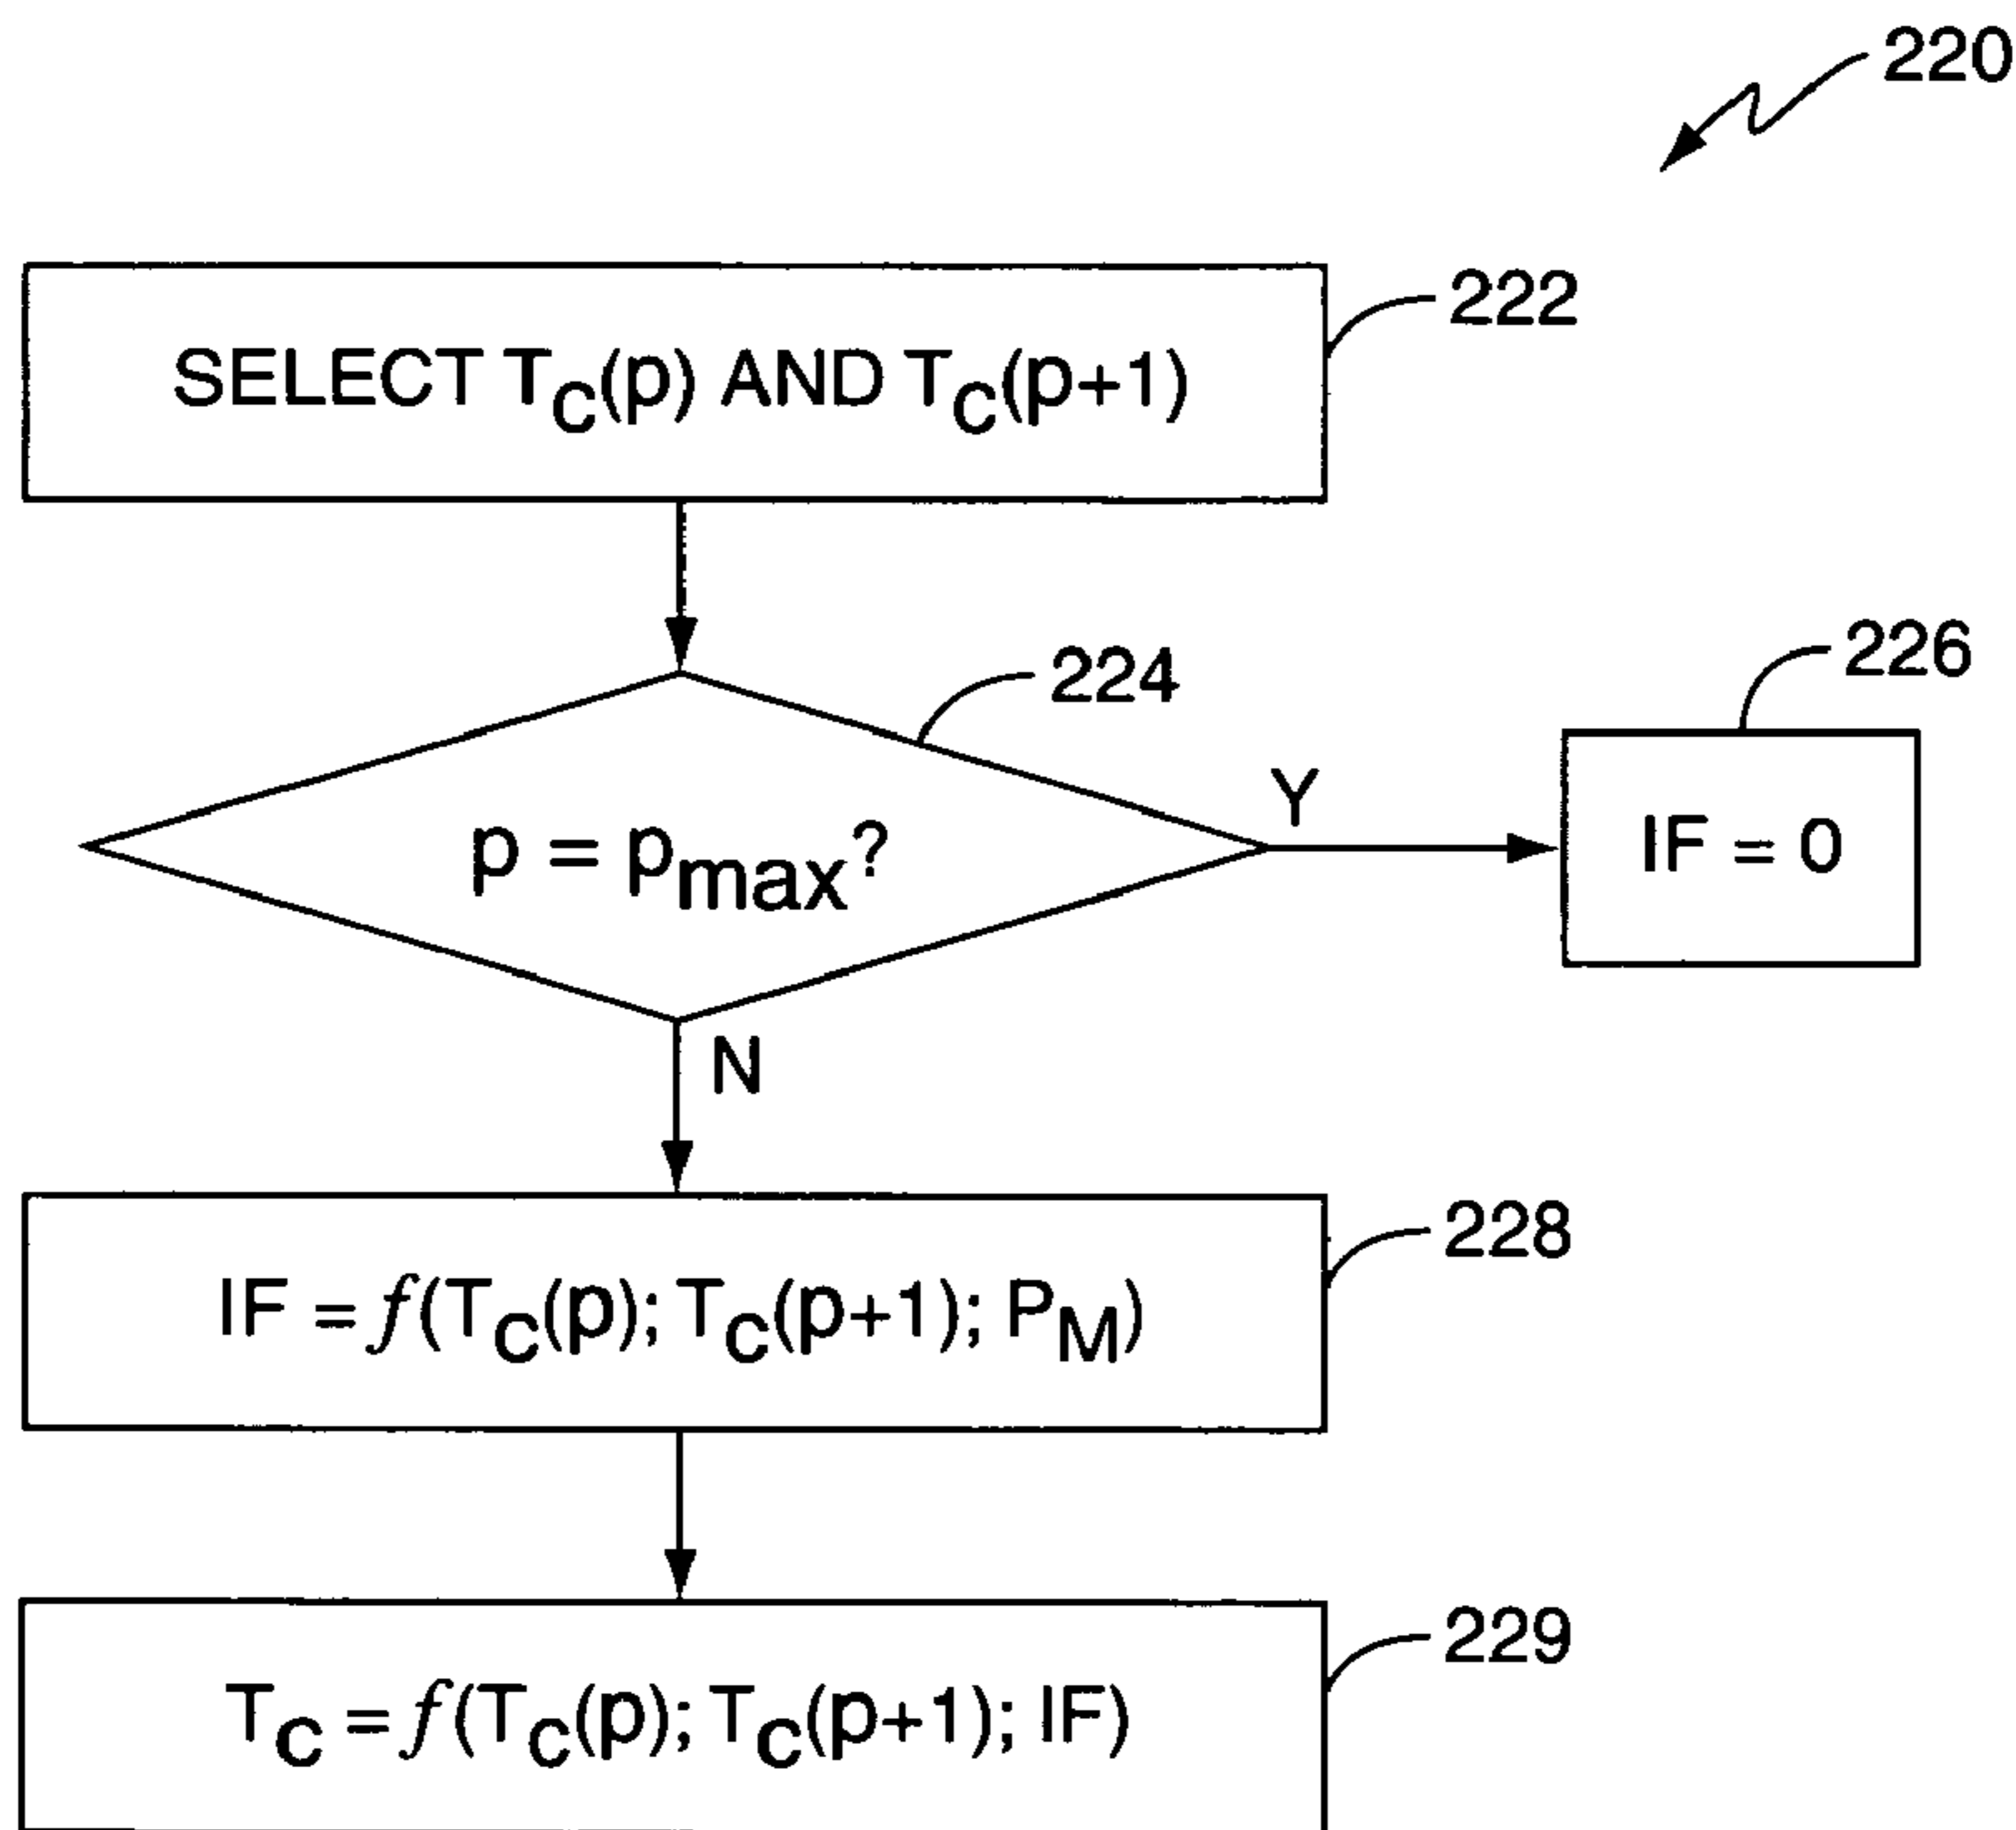 220
222
SELECT T_C(p) AND T_C(p+1)
224
226
p = p_max?
Y
IF = 0
N
228
IF = f(T_C(p); T_C(p+1); P_M)
229
T_C = f(T_C(p); T_C(p+1); IF)